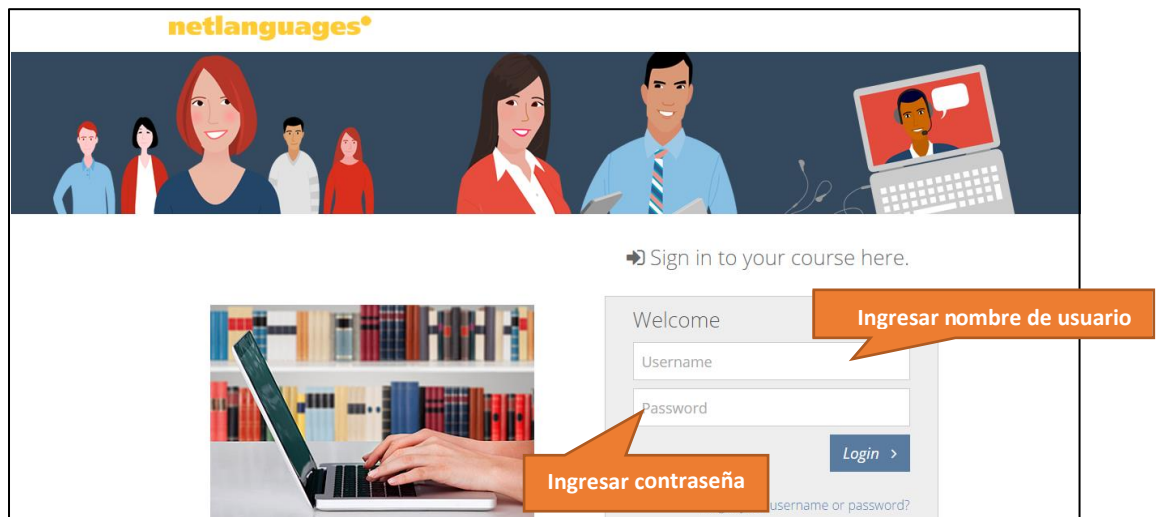 netlanguages
Sign in to your course here.
Welcome
Ingresar nombre de usuario
Username
Password
Login >
Ingresar contraseña
username or password?